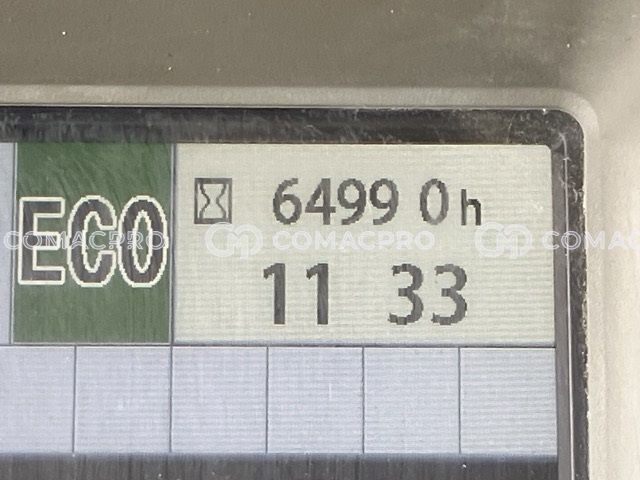 6499 0 h
ECO
COMACPRO COMACPRO COMACPRO
11 33